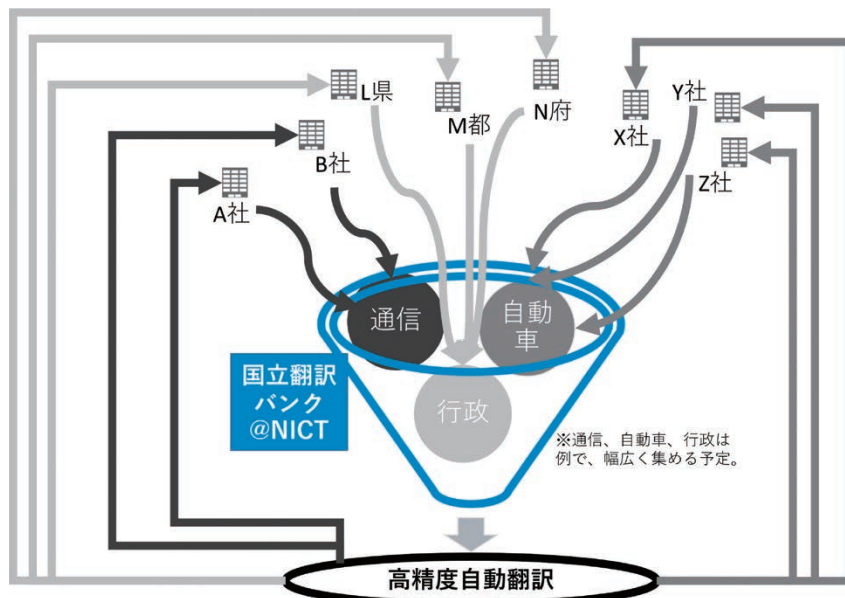 L県
M都
N府
X社
Y社
Z社
B社
A社
通信
自動
車
行政
国立翻訳
バンク
@NICT
※通信、自動車、行政は
例で、幅広く集める予定。
高精度自動翻訳